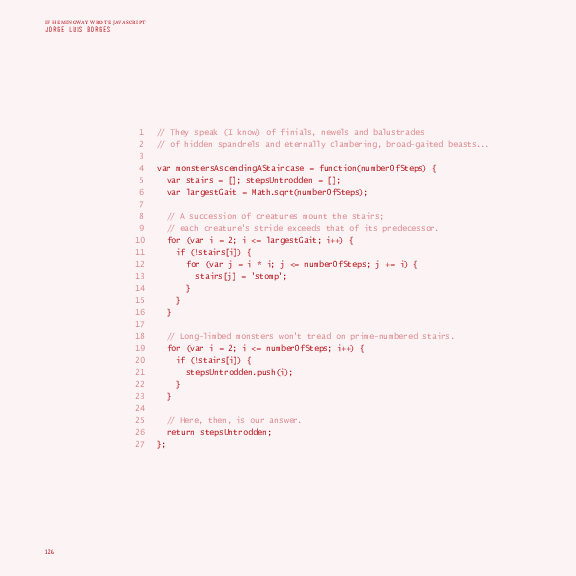 IF HEMINGWAY WROTE JAVASCRIPT
JORGE LUIS BORGES
1 // They speak (I know) of finials, newels and balustrades
2 // of hidden spandrels and eternally clambering, broad-gaited beasts...
3
4 var monstersAscendingAStaircase = function(numberOfSteps) {
5 var stairs = []; stepsUntrodden = [];
6 var largestGait = Math.sqrt(numberOfSteps);
7
8 // A succession of creatures mount the stairs;
9 // each creature's stride exceeds that of its predecessor.
10 for (var i = 2; i <= largestGait; i++) {
11 if (!stairs[i]) {
12 for (var j = i * i; j <= numberOfSteps; j += i) {
13 stairs[j] = 'stomp';
14 }
15 }
16 }
17
18 // Long-limbed monsters won't tread on prime-numbered stairs.
19 for (var i = 2; i <= numberOfSteps; i++) {
20 if (!stairs[i]) {
21 stepsUntrodden.push(i);
22 }
23 }
24
25 // Here, then, is our answer.
26 return stepsUntrodden;
27 };
126